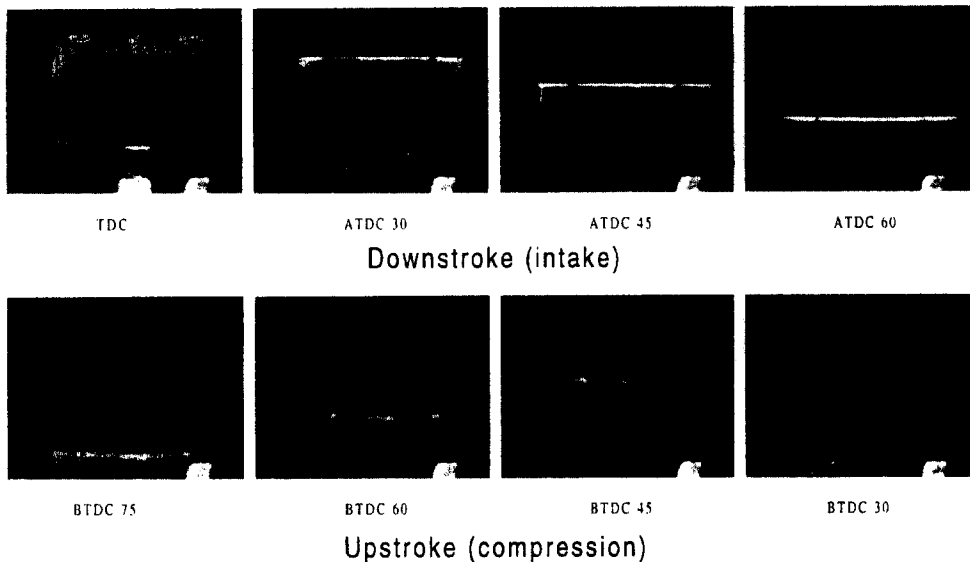 TDC ATDC 30 ATDC 45 ATDC 60
Downstroke (intake)
BTDC 75 BTDC 60 BTDC 45 BTDC 30
Upstroke (compression)